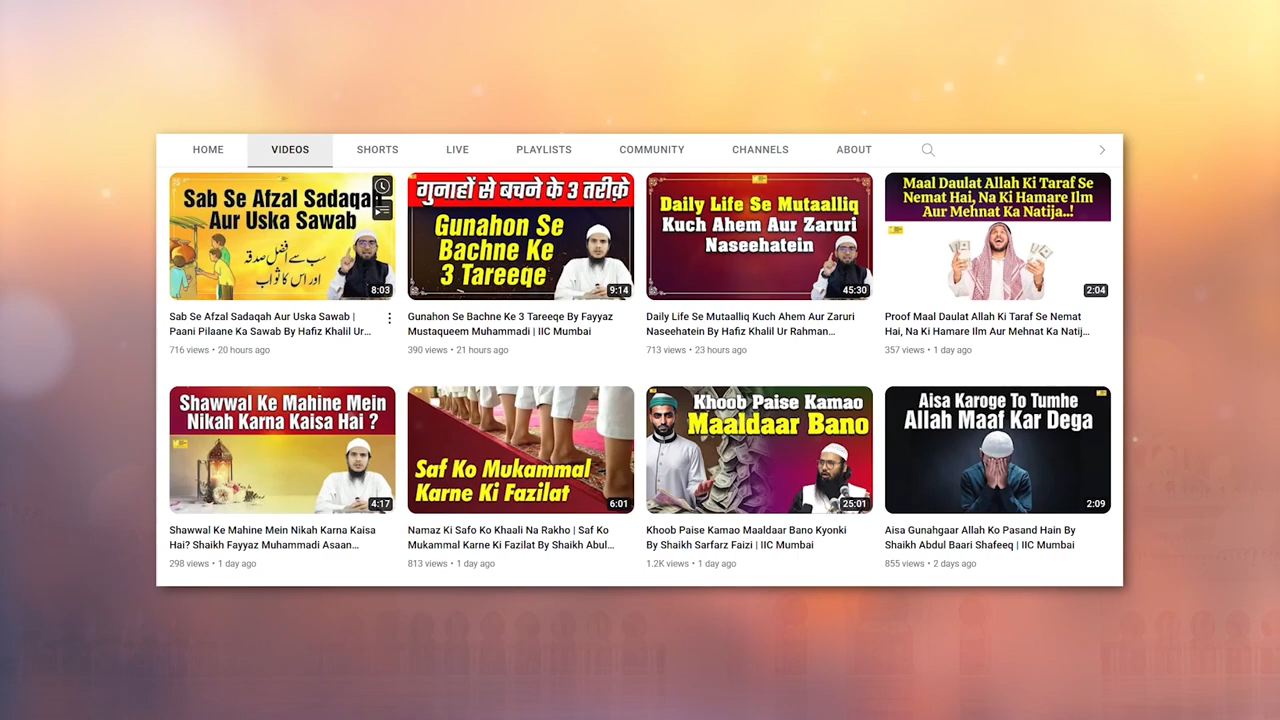 HOME VIDEOS SHORTS LIVE PLAYLISTS COMMUNITY CHANNELS ABOUT
Sab Se Afzal Sadaqah
Aur Uska Sawab
سب سے افضل صدقہ
اور اس کا ثواب
8:03
Sab Se Afzal Sadaqah Aur Uska Sawab |
Paani Pilaane Ka Sawab By Hafiz Khalil Ur...
716 views • 20 hours ago
गुनाहों से बचने के 3 तरीक़े
Gunahon Se
Bachne Ke
3 Tareeqe
9:14
Gunahon Se Bachne Ke 3 Tareeqe By Fayyaz
Mustaqueem Muhammadi | IIC Mumbai
390 views • 21 hours ago
Daily Life Se Mutaalliq
Kuch Ahem Aur Zaruri
Naseehatein
45:30
Daily Life Se Mutaalliq Kuch Ahem Aur Zaruri
Naseehatein By Hafiz Khalil Ur Rahman...
713 views • 23 hours ago
Maal Daulat Allah Ki Taraf Se
Nemat Hai, Na Ki Hamare Ilm
Aur Mehnat Ka Natija..!
2:04
Proof Maal Daulat Allah Ki Taraf Se Nemat
Hai, Na Ki Hamare Ilm Aur Mehnat Ka Natij...
357 views • 1 day ago
Shawwal Ke Mahine Mein
Nikah Karna Kaisa Hai ?
4:17
Shawwal Ke Mahine Mein Nikah Karna Kaisa
Hai? Shaikh Fayyaz Muhammadi Asaan...
298 views • 1 day ago
Saf Ko Mukammal
Karne Ki Fazilat
6:01
Namaz Ki Safo Ko Khaali Na Rakho | Saf Ko
Mukammal Karne Ki Fazilat By Shaikh Abul...
813 views • 1 day ago
Khoob Paise Kamao
Maaldaar Bano
25:01
Khoob Paise Kamao Maaldaar Bano Kyonki
By Shaikh Sarfarz Faizi | IIC Mumbai
1.2K views • 1 day ago
Aisa Karoge To Tumhe
Allah Maaf Kar Dega
2:09
Aisa Gunahgaar Allah Ko Pasand Hain By
Shaikh Abdul Baari Shafeeq | IIC Mumbai
855 views • 2 days ago